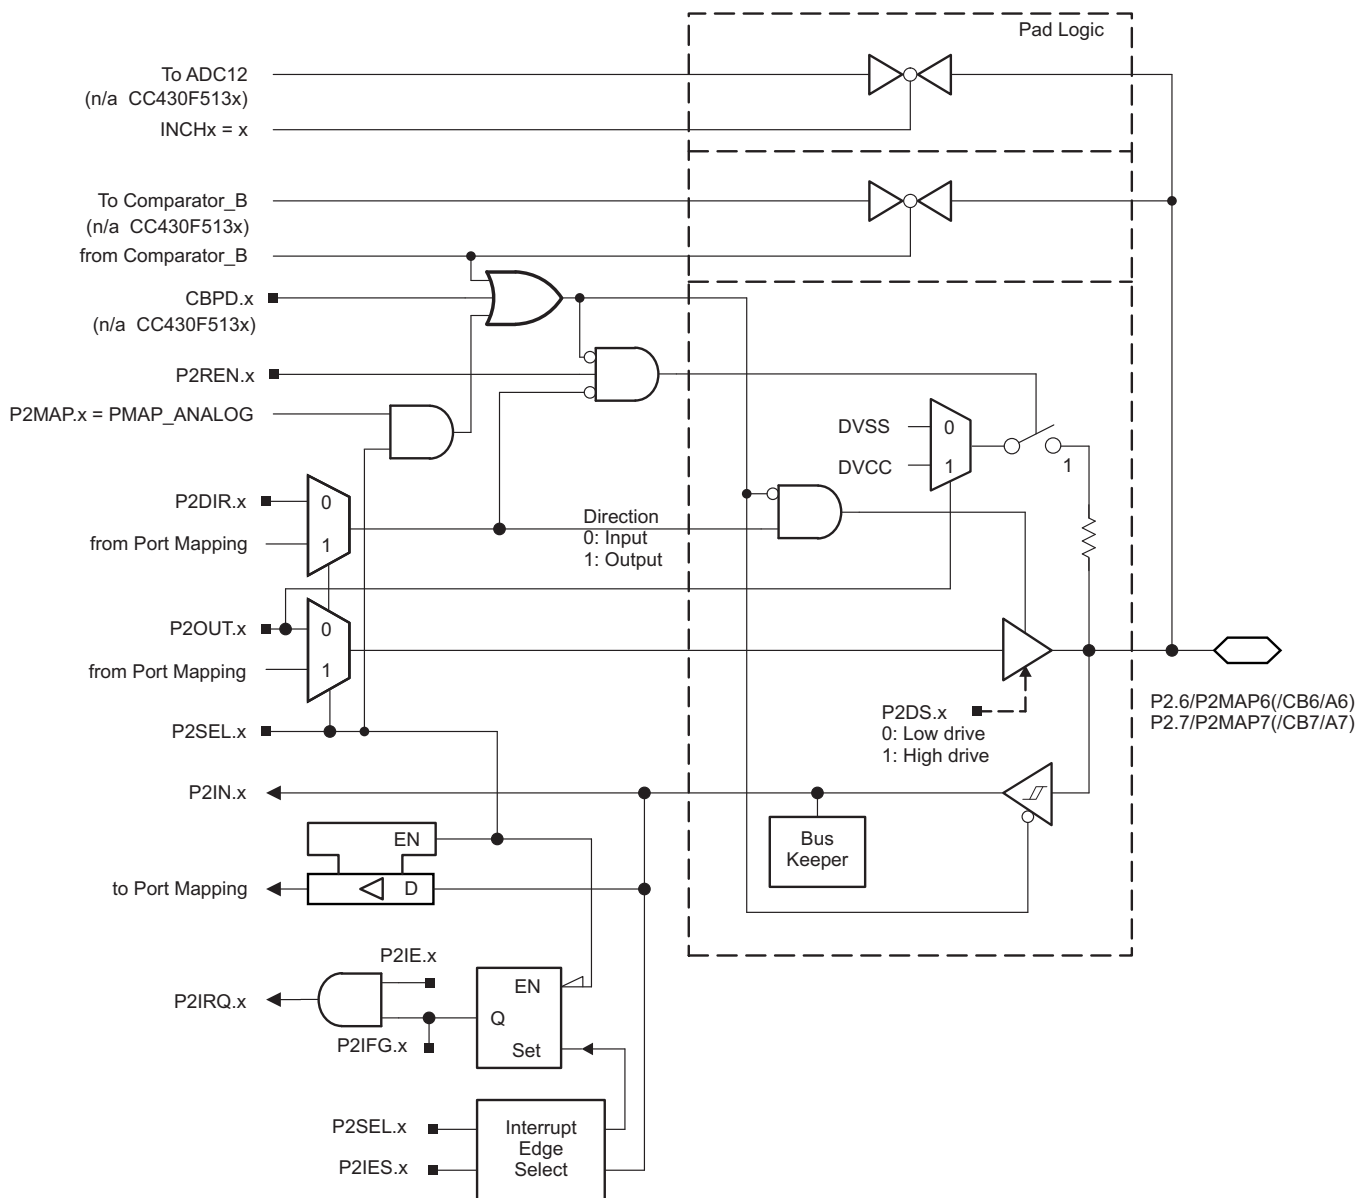 Pad Logic
To ADC12
(n/a CC430F513x)
INCHx = x
To Comparator_B
(n/a CC430F513x)
from Comparator_B
CBPD.x
(n/a CC430F513x)
P2REN.x
P2MAP.x = PMAP_ANALOG
DVSS
0
DVCC
1
1
P2DIR.x
0
from Port Mapping
1
Direction
0: Input
1: Output
P2OUT.x
0
from Port Mapping
1
P2SEL.x
P2DS.x
0: Low drive
1: High drive
P2.6/P2MAP6(/CB6/A6)
P2.7/P2MAP7(/CB7/A7)
P2IN.x
Bus
Keeper
EN
to Port Mapping
D
P2IE.x
P2IRQ.x
EN
Q
P2IFG.x
Set
P2SEL.x
P2IES.x
Interrupt
Edge
Select